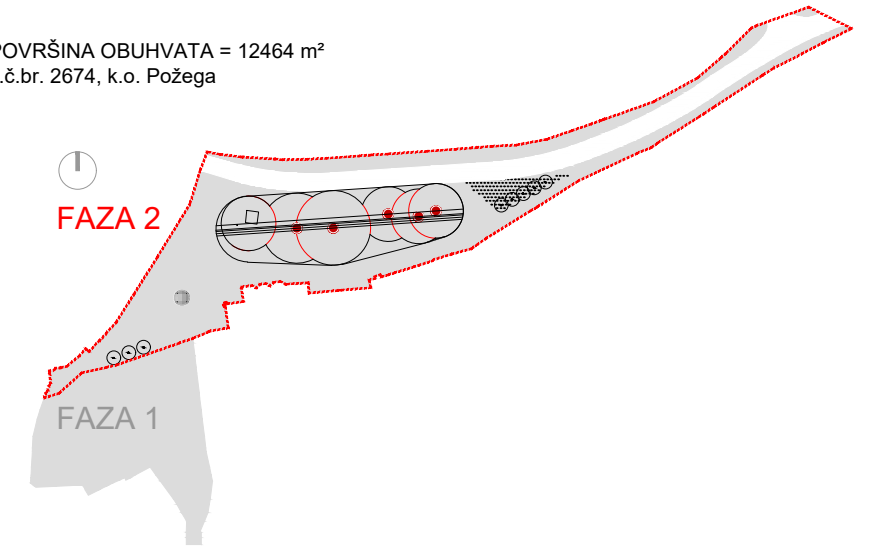 POVRŠINA OBUHVATA = 12464 m²
.č.br. 2674, k.o. Požega
FAZA 2
FAZA 1